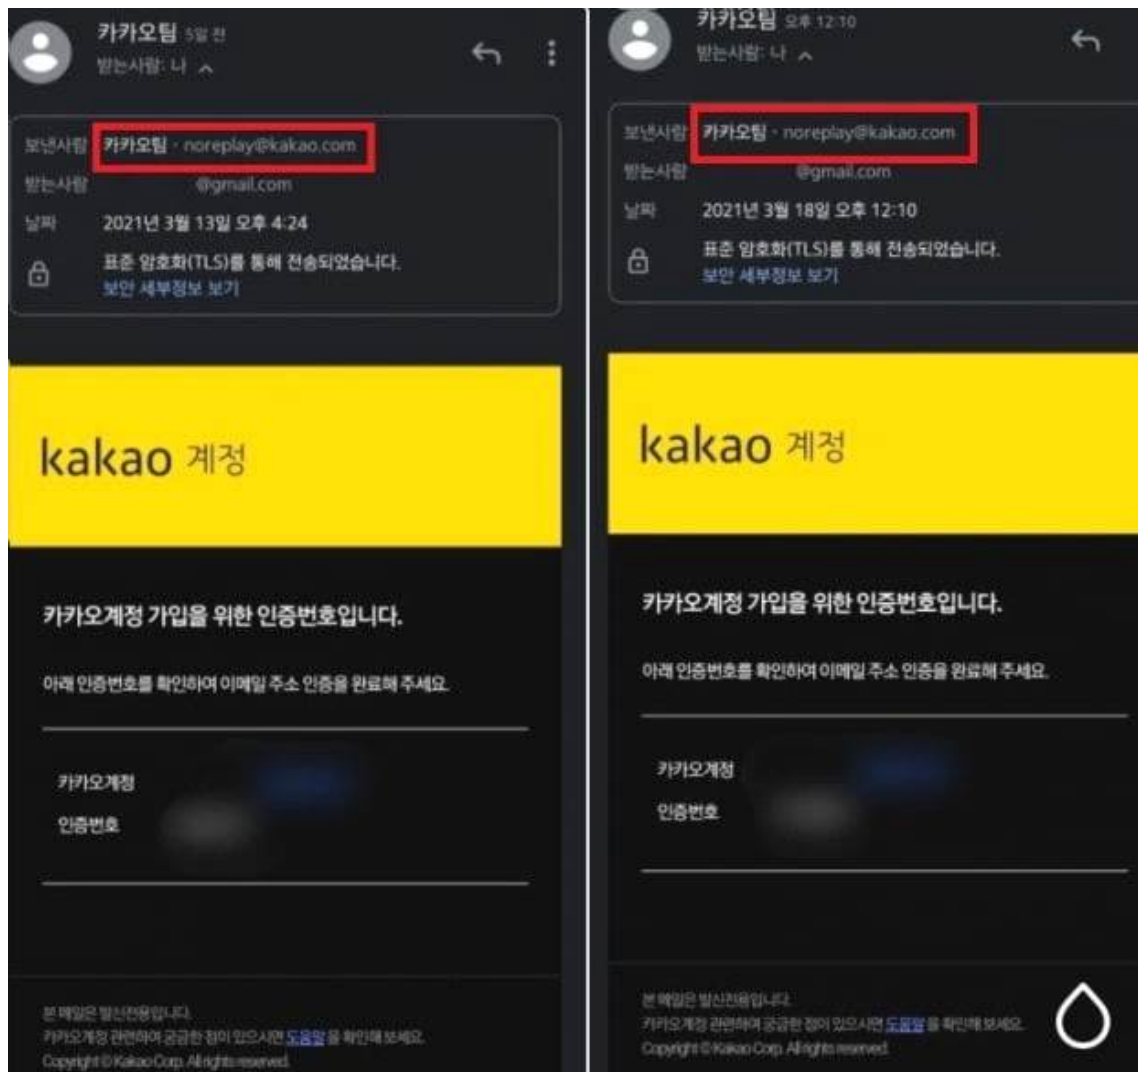 카카오팀 5일 전
받는사람: 나
보낸사람 카카오팀 · noreplay@kakao.com
받는사람 @gmail.com
날짜 2021년 3월 13일 오후 4:24
표준 암호화(TLS)를 통해 전송되었습니다.
보안 세부정보 보기
kakao 계정
카카오계정 가입을 위한 인증번호입니다.
아래 인증번호를 확인하여 이메일 주소 인증을 완료해 주세요.
카카오계정
인증번호
본 메일은 발신전용입니다.
카카오계정 관련하여 궁금한 점이 있으시면 도움말을 확인해 보세요.
Copyright © Kakao Corp. All rights reserved.
카카오팀 오후 12:10
받는사람: 나
보낸사람 카카오팀 · noreplay@kakao.com
받는사람 @gmail.com
날짜 2021년 3월 18일 오후 12:10
표준 암호화(TLS)를 통해 전송되었습니다.
보안 세부정보 보기
kakao 계정
카카오계정 가입을 위한 인증번호입니다.
아래 인증번호를 확인하여 이메일 주소 인증을 완료해 주세요.
카카오계정
인증번호
본 메일은 발신전용입니다.
카카오계정 관련하여 궁금한 점이 있으시면 도움말을 확인해 보세요.
Copyright © Kakao Corp. All rights reserved.